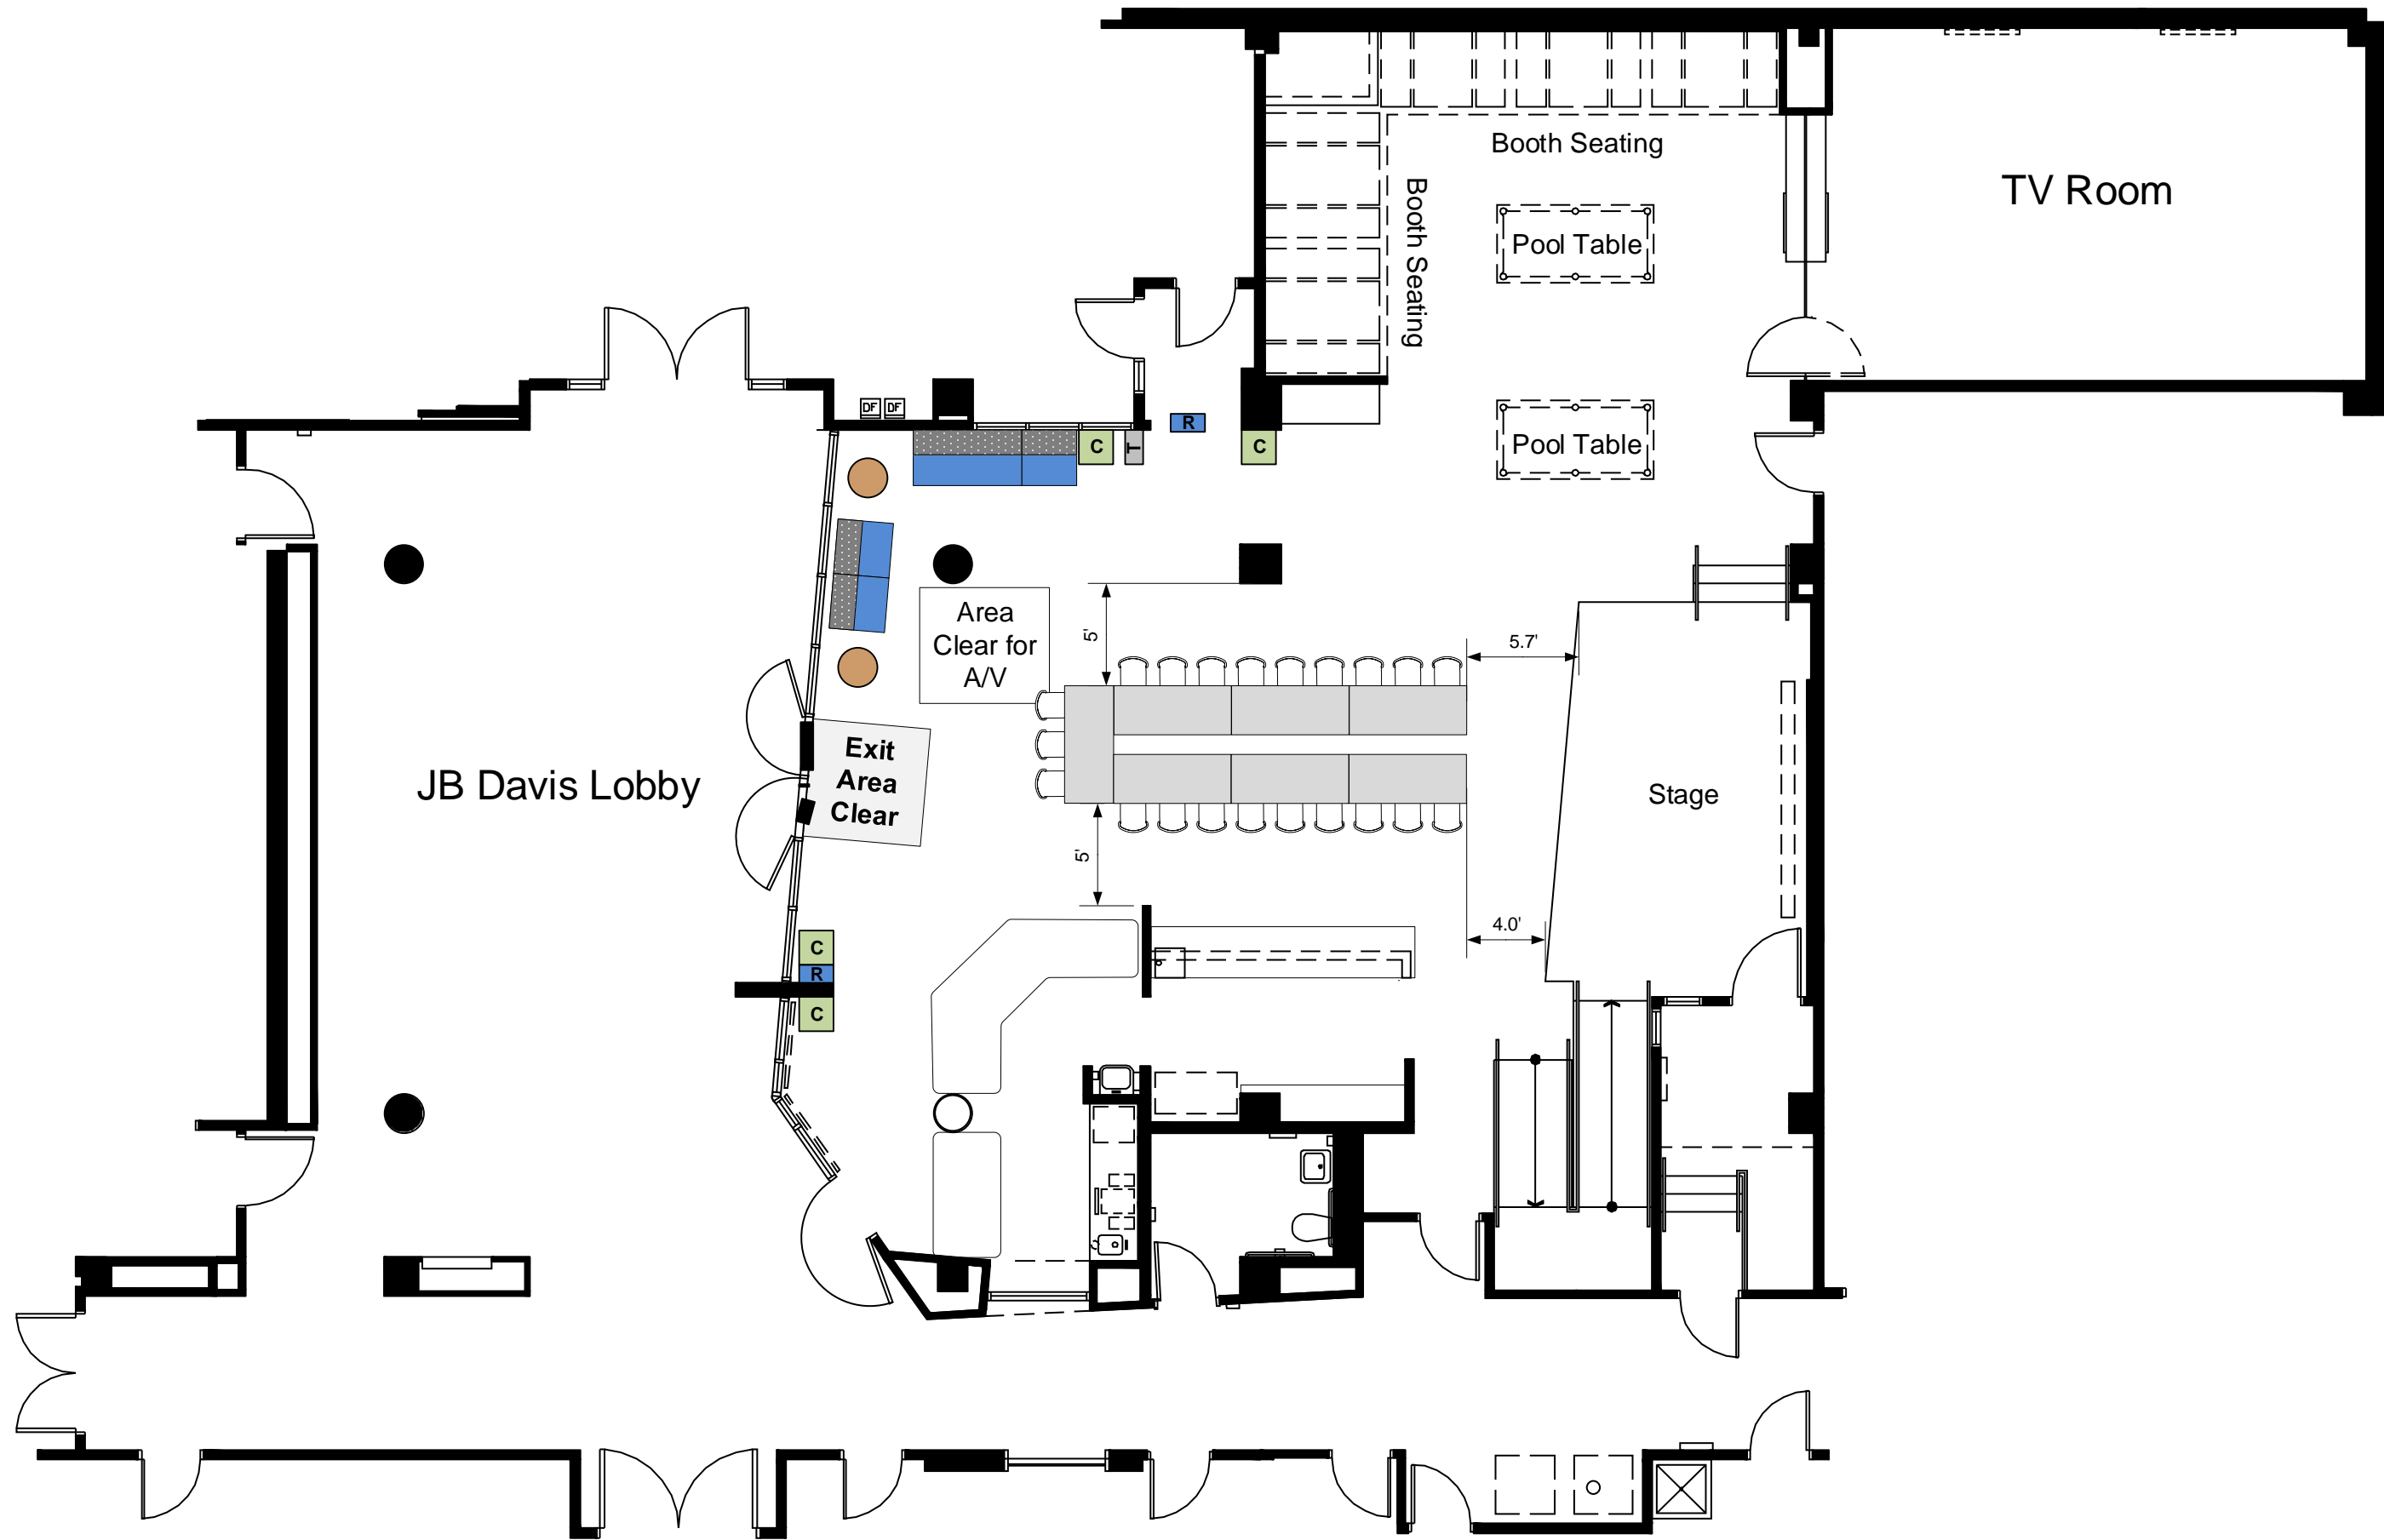 Booth Seating
TV Room
Booth Seating
Pool Table
DF DF
R
Pool Table
C
T
C
Area
Clear for
A/V
5'
5.7'
Exit
Area
Clear
JB Davis Lobby
Stage
5'
4.0'
C
R
C